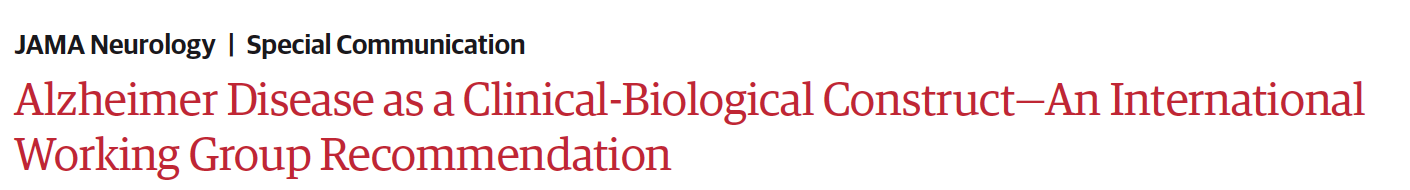 JAMA Neurology | Special Communication
Alzheimer Disease as a Clinical-Biological Construct—An International
Working Group Recommendation